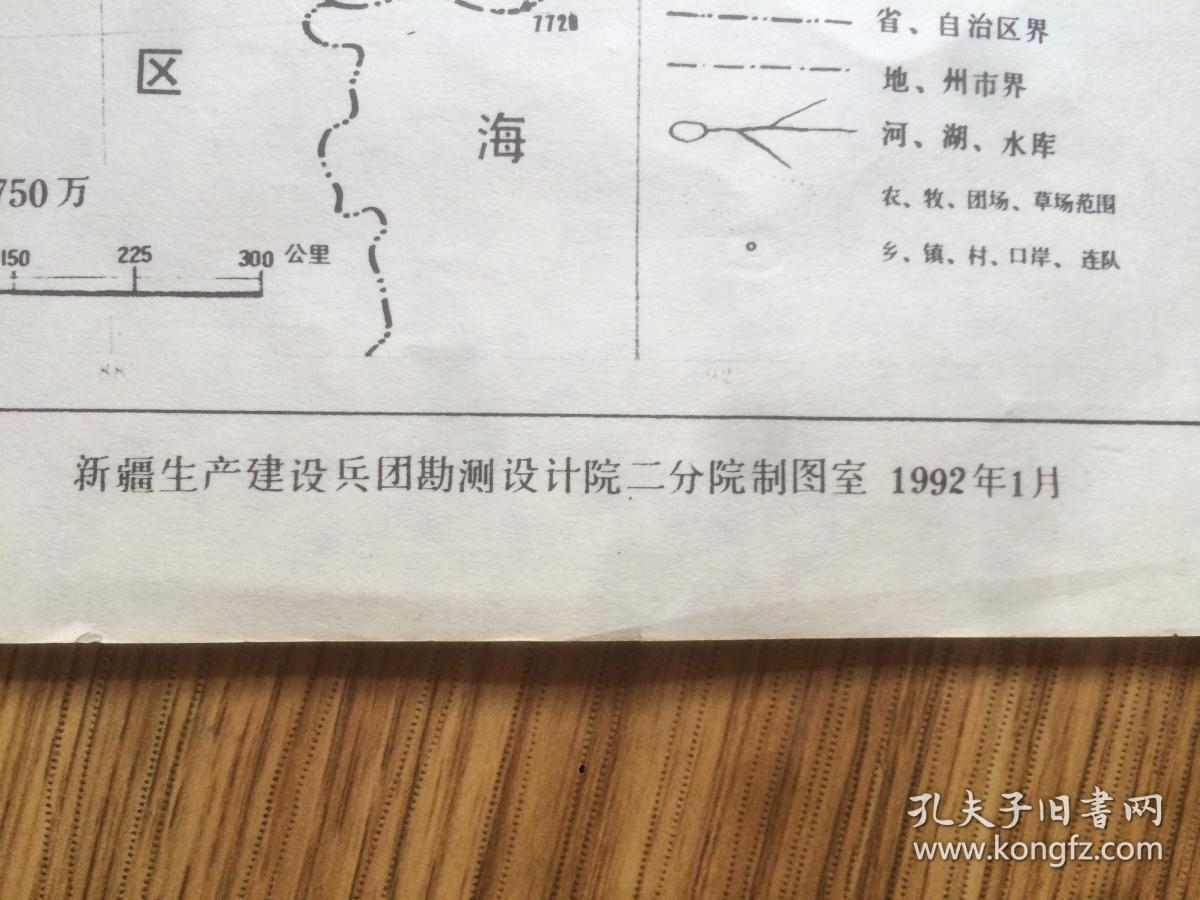 7720
省、自治区界
区
地、州市界
海
河、湖、水库
750万
农、牧、团场、草场范围
150 225 300 公里
乡、镇、村、口岸、连队
新疆生产建设兵团勘测设计院二分院制图室 1992年1月
孔夫子旧书网
www.kongfz.com